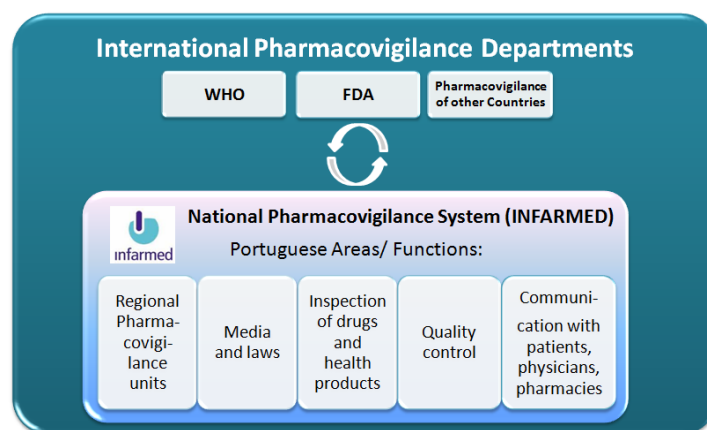 International Pharmacovigilance Departments
WHO
FDA
Pharmacovigilance
of other Countries
National Pharmacovigilance System (INFARMED)
infarmed
Portuguese Areas/ Functions:
Regional
Pharma-
covigi-
lance
units
Media
and laws
Inspection
of drugs
and
health
products
Quality
control
Communi-
cation with
patients,
physicians,
pharmacies